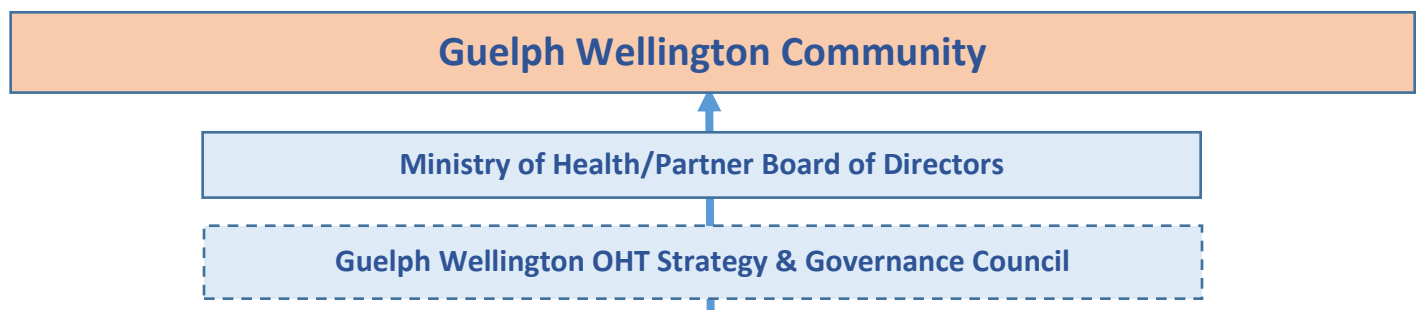 Guelph Wellington Community
Ministry of Health/Partner Board of Directors
Guelph Wellington OHT Strategy & Governance Council